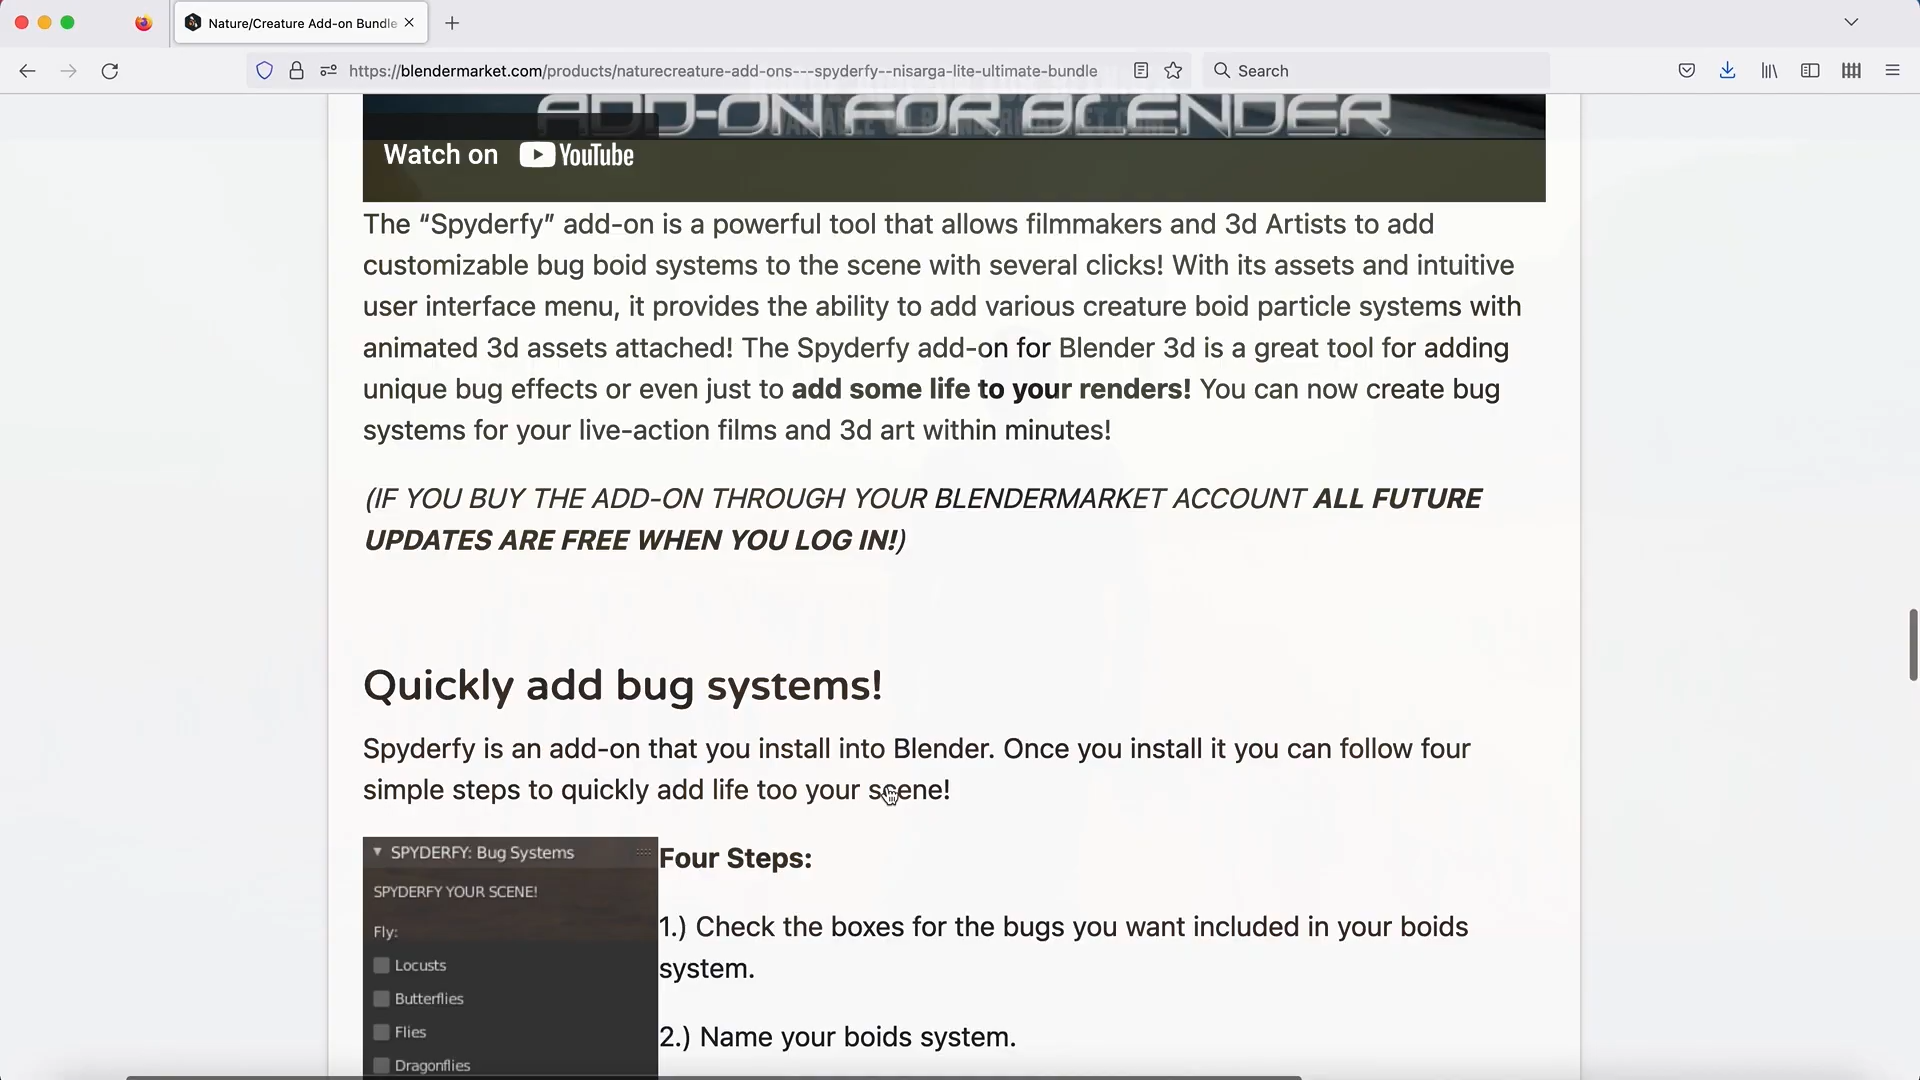 Nature/Creature Add-on Bundle
https://blendermarket.com/products/naturecreature-add-ons---spyderfy--nisarga-lite-ultimate-bundle
Search
ADD-ON FOR BLENDER
Watch on YouTube
The “Spyderfy” add-on is a powerful tool that allows filmmakers and 3d Artists to add
customizable bug boid systems to the scene with several clicks! With its assets and intuitive
user interface menu, it provides the ability to add various creature boid particle systems with
animated 3d assets attached! The Spyderfy add-on for Blender 3d is a great tool for adding
unique bug effects or even just to add some life to your renders! You can now create bug
systems for your live-action films and 3d art within minutes!
(IF YOU BUY THE ADD-ON THROUGH YOUR BLENDERMARKET ACCOUNT ALL FUTURE
UPDATES ARE FREE WHEN YOU LOG IN!)
Quickly add bug systems!
Spyderfy is an add-on that you install into Blender. Once you install it you can follow four
simple steps to quickly add life too your scene!
SPYDERFY: Bug Systems
SPYDERFY YOUR SCENE!
Fly:
Locusts
Butterflies
Flies
Dragonflies
Four Steps:
1.) Check the boxes for the bugs you want included in your boids
system.
2.) Name your boids system.